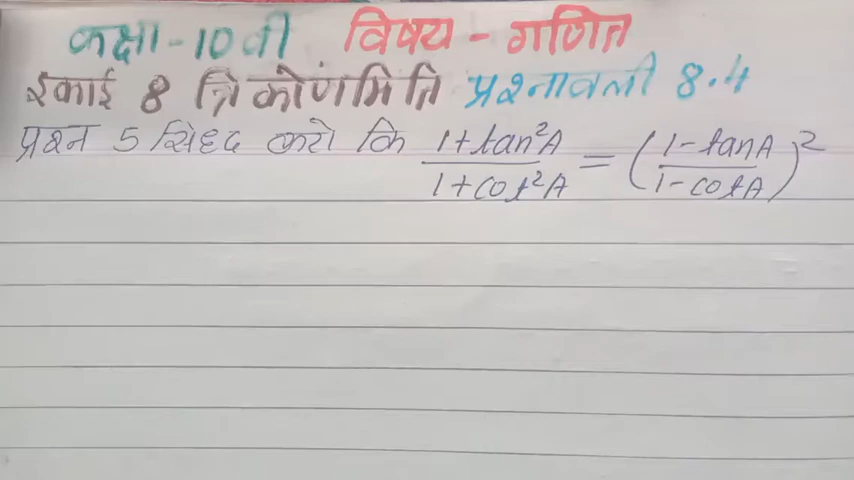 कक्षा-10वी विषय - गणित
इकाई 8 त्रिकोणमिति प्रश्नावली 8.4
प्रश्न 5 सिध्द करो कि (1+tan²A)/(1+cot²A) = ((1-tanA)/(1-cotA))²